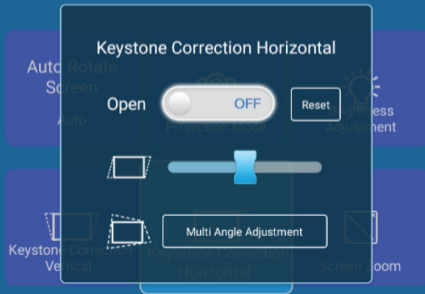 Keystone Correction Horizontal
Auto Rotate
Screen
Auto
Open
OFF
Reset
Projection Mode
Brightness
Adjustment
Multi Angle Adjustment
Keystone Correction
Vertical
Keystone Correction
Horizontal
Screen Zoom